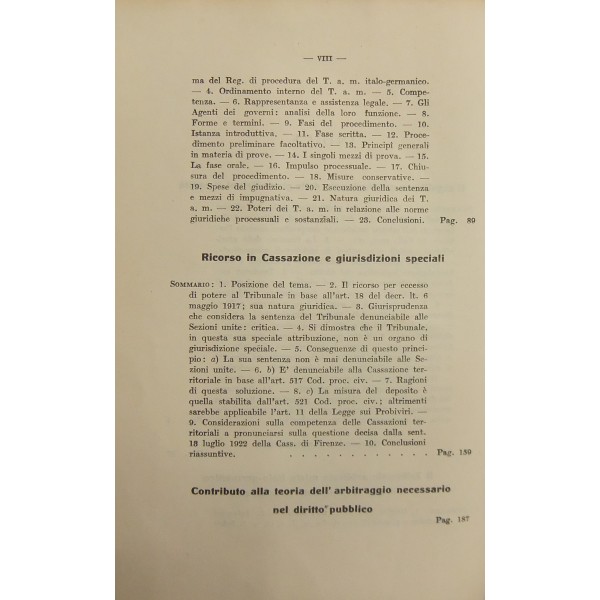 — VIII —
ma del Reg. di procedura del T. a. m. italo-germanico.
— 4. Ordinamento interno del T. a. m. — 5. Compe-
tenza. — 6. Rappresentanza e assistenza legale. — 7. Gli
Agenti dei governi: analisi della loro funzione. — 8.
Forme e termini. — 9. Fasi del procedimento. — 10.
Istanza introduttiva. — 11. Fase scritta. — 12. Proce-
dimento preliminare facoltativo. — 13. Principî generali
in materia di prove. — 14. I singoli mezzi di prova. — 15.
La fase orale. — 16. Impulso processuale. — 17. Chiu-
sura del procedimento. — 18. Misure conservative. —
19. Spese del giudizio. — 20. Esecuzione della sentenza
e mezzi di impugnativa. — 21. Natura giuridica dei T.
a. m. — 22. Poteri dei T. a. m. in relazione alle norme
giuridiche processuali e sostanziali. — 23. Conclusioni. Pag. 89
Ricorso in Cassazione e giurisdizioni speciali
SOMMARIO: 1. Posizione del tema. — 2. Il ricorso per eccesso
di potere al Tribunale in base all'art. 18 del decr. lt. 6
maggio 1917; sua natura giuridica. — 3. Giurisprudenza
che considera la sentenza del Tribunale denunciabile alle
Sezioni unite: critica. — 4. Si dimostra che il Tribunale,
in questa sua speciale attribuzione, non è un organo di
giurisdizione speciale. — 5. Conseguenze di questo princi-
pio: a) La sua sentenza non è mai denunciabile alle Se-
zioni unite. — 6. b) E' denunciabile alla Cassazione ter-
ritoriale in base all'art. 517 Cod. proc. civ. — 7. Ragioni
di questa soluzione. — 8. c) La misura del deposito è
quella stabilita dall'art. 521 Cod. proc. civ.; altrimenti
sarebbe applicabile l'art. 11 della Legge sui Probiviri. —
9. Considerazioni sulla competenza delle Cassazioni ter-
ritoriali a pronunciarsi sulla questione decisa dalla sent.
18 luglio 1922 della Cass. di Firenze. — 10. Conclusioni
riassuntive. . . . . . . . . . . . Pag. 159
Contributo alla teoria dell'arbitraggio necessario
nel diritto pubblico
Pag. 187